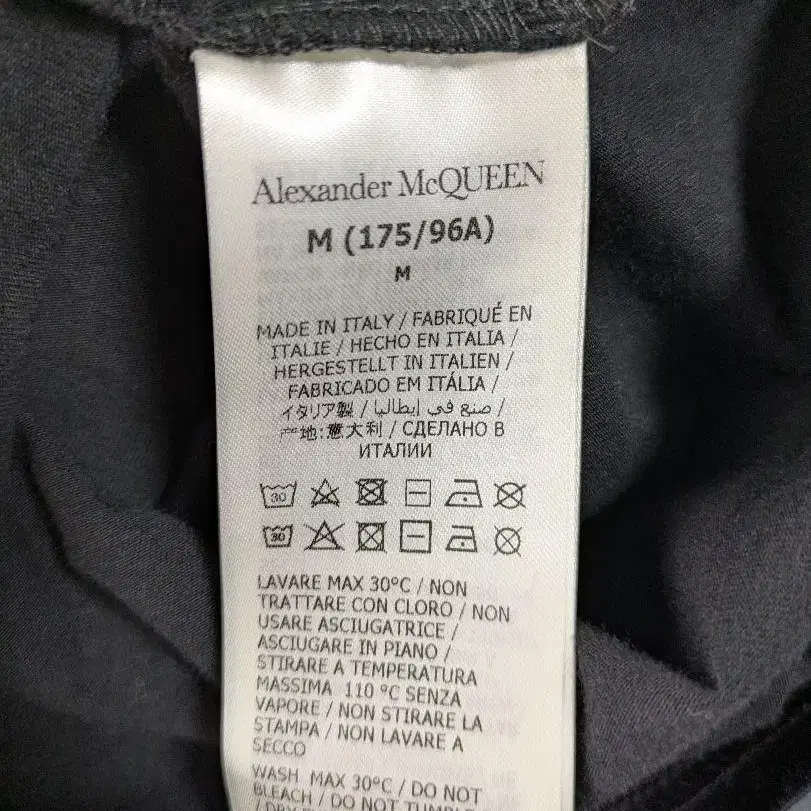 Alexander McQUEEN
M (175/96A)
M
MADE IN ITALY / FABRIQUÉ EN
ITALIE / HECHO EN ITALIA /
HERGESTELLT IN ITALIEN /
FABRICADO EM ITÁLIA /
イタリア製 / صنع في إيطاليا /
产地:意大利 / СДЕЛАНО В
ИТАЛИИ
30
30
LAVARE MAX 30°C / NON
TRATTARE CON CLORO / NON
USARE ASCIUGATRICE /
ASCIUGARE IN PIANO /
STIRARE A TEMPERATURA
MASSIMA 110 °C SENZA
VAPORE / NON STIRARE LA
STAMPA / NON LAVARE A
SECCO
WASH MAX 30°C / DO NOT
BLEACH / DO NOT TUMBLE